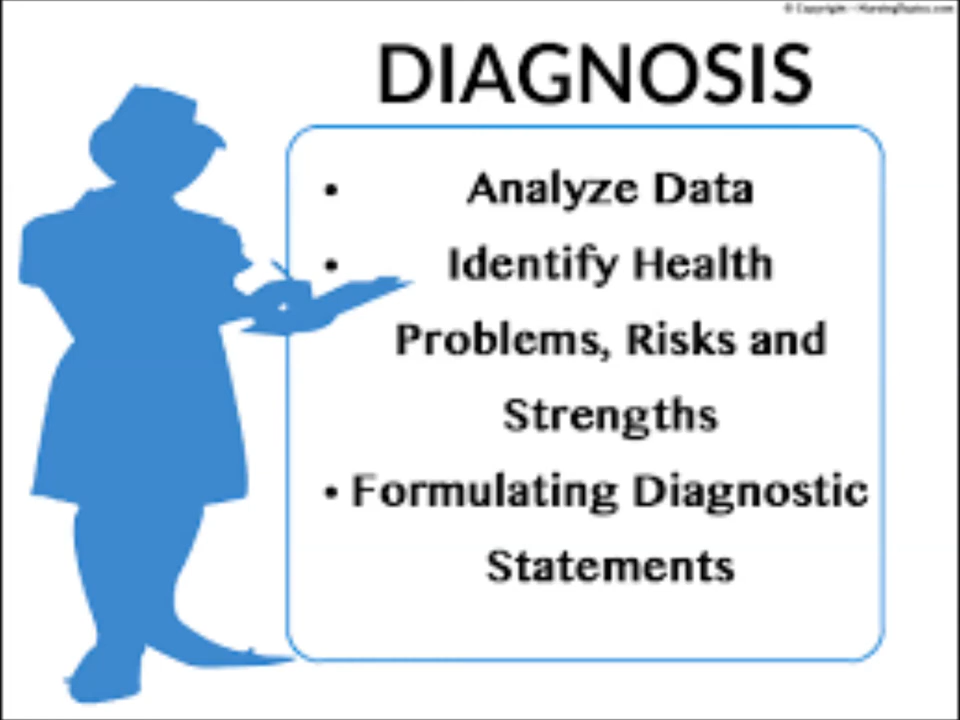 DIAGNOSIS
• Analyze Data
• Identify Health
Problems, Risks and
Strengths
• Formulating Diagnostic
Statements